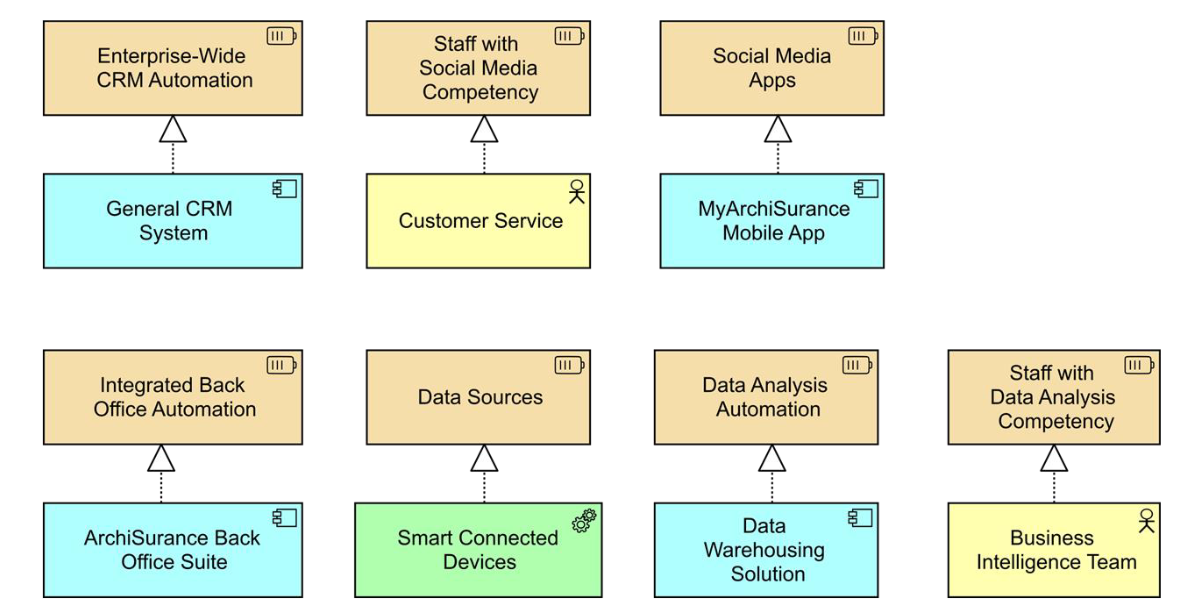 Enterprise-Wide
CRM Automation
Staff with
Social Media
Competency
Social Media
Apps
General CRM
System
Customer Service
MyArchiSurance
Mobile App
Integrated Back
Office Automation
Data Sources
Data Analysis
Automation
Staff with
Data Analysis
Competency
ArchiSurance Back
Office Suite
Smart Connected
Devices
Data
Warehousing
Solution
Business
Intelligence Team